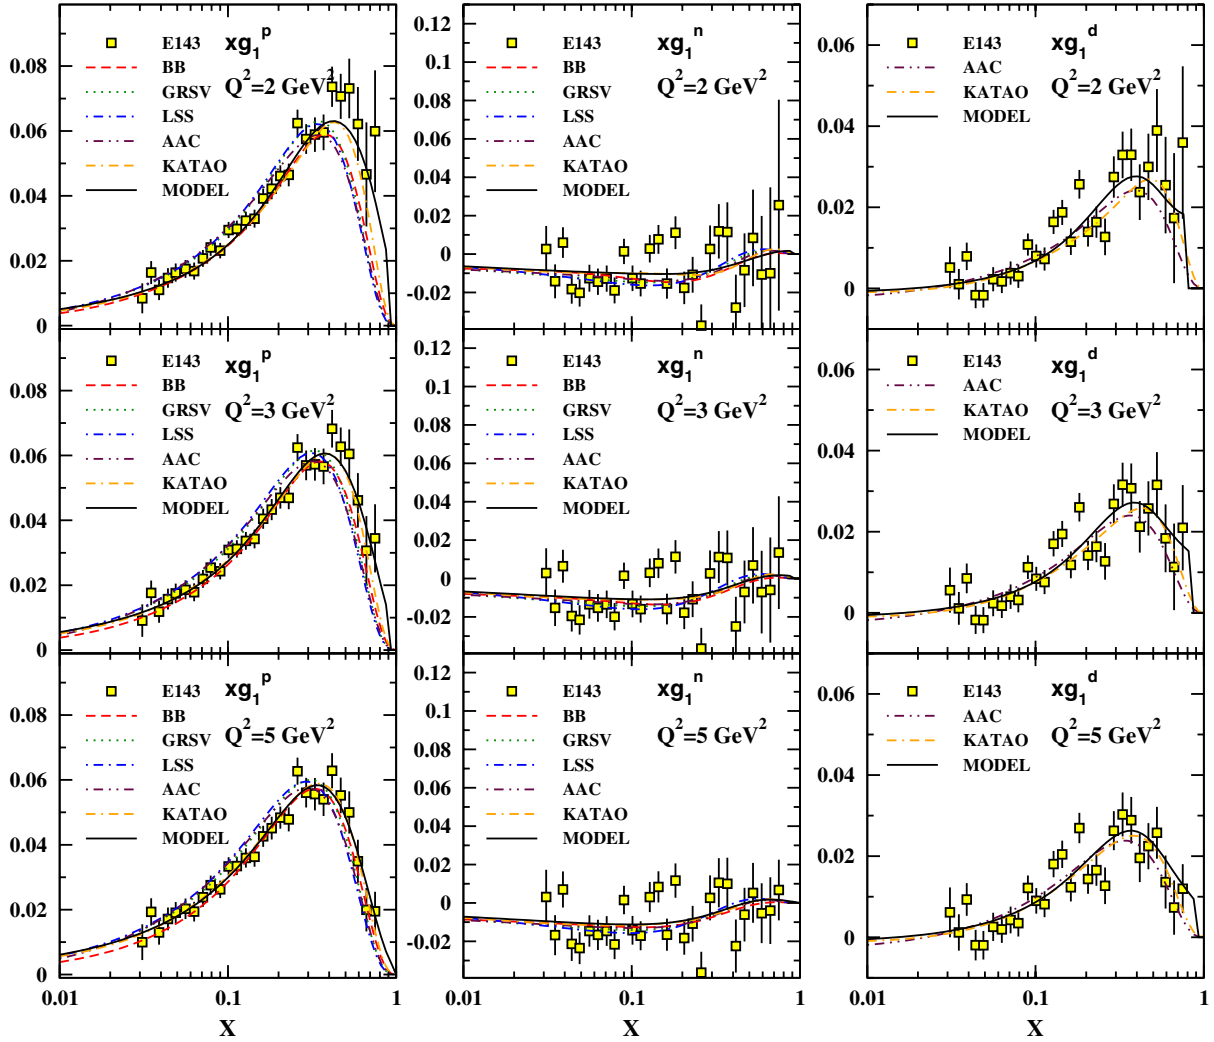 xg₁ᵖ
Q²=2 GeV²
E143
BB
GRSV
LSS
AAC
KATAO
MODEL
0.08
0.06
0.04
0.02
0
xg₁ⁿ
Q²=2 GeV²
E143
BB
GRSV
LSS
AAC
KATAO
MODEL
0.12
0.1
0.08
0.06
0.04
0.02
0
-0.02
xg₁ᵈ
Q²=2 GeV²
E143
AAC
KATAO
MODEL
0.06
0.04
0.02
0
xg₁ᵖ
Q²=3 GeV²
E143
BB
GRSV
LSS
AAC
KATAO
MODEL
0.08
0.06
0.04
0.02
0
xg₁ⁿ
Q²=3 GeV²
E143
BB
GRSV
LSS
AAC
KATAO
MODEL
0.12
0.1
0.08
0.06
0.04
0.02
0
-0.02
xg₁ᵈ
Q²=3 GeV²
E143
AAC
KATAO
MODEL
0.06
0.04
0.02
0
xg₁ᵖ
Q²=5 GeV²
E143
BB
GRSV
LSS
AAC
KATAO
MODEL
0.08
0.06
0.04
0.02
0
0.01
0.1
1
X
xg₁ⁿ
Q²=5 GeV²
E143
BB
GRSV
LSS
AAC
KATAO
MODEL
0.12
0.1
0.08
0.06
0.04
0.02
0
-0.02
0.01
0.1
1
X
xg₁ᵈ
Q²=5 GeV²
E143
AAC
KATAO
MODEL
0.06
0.04
0.02
0
0.01
0.1
1
X